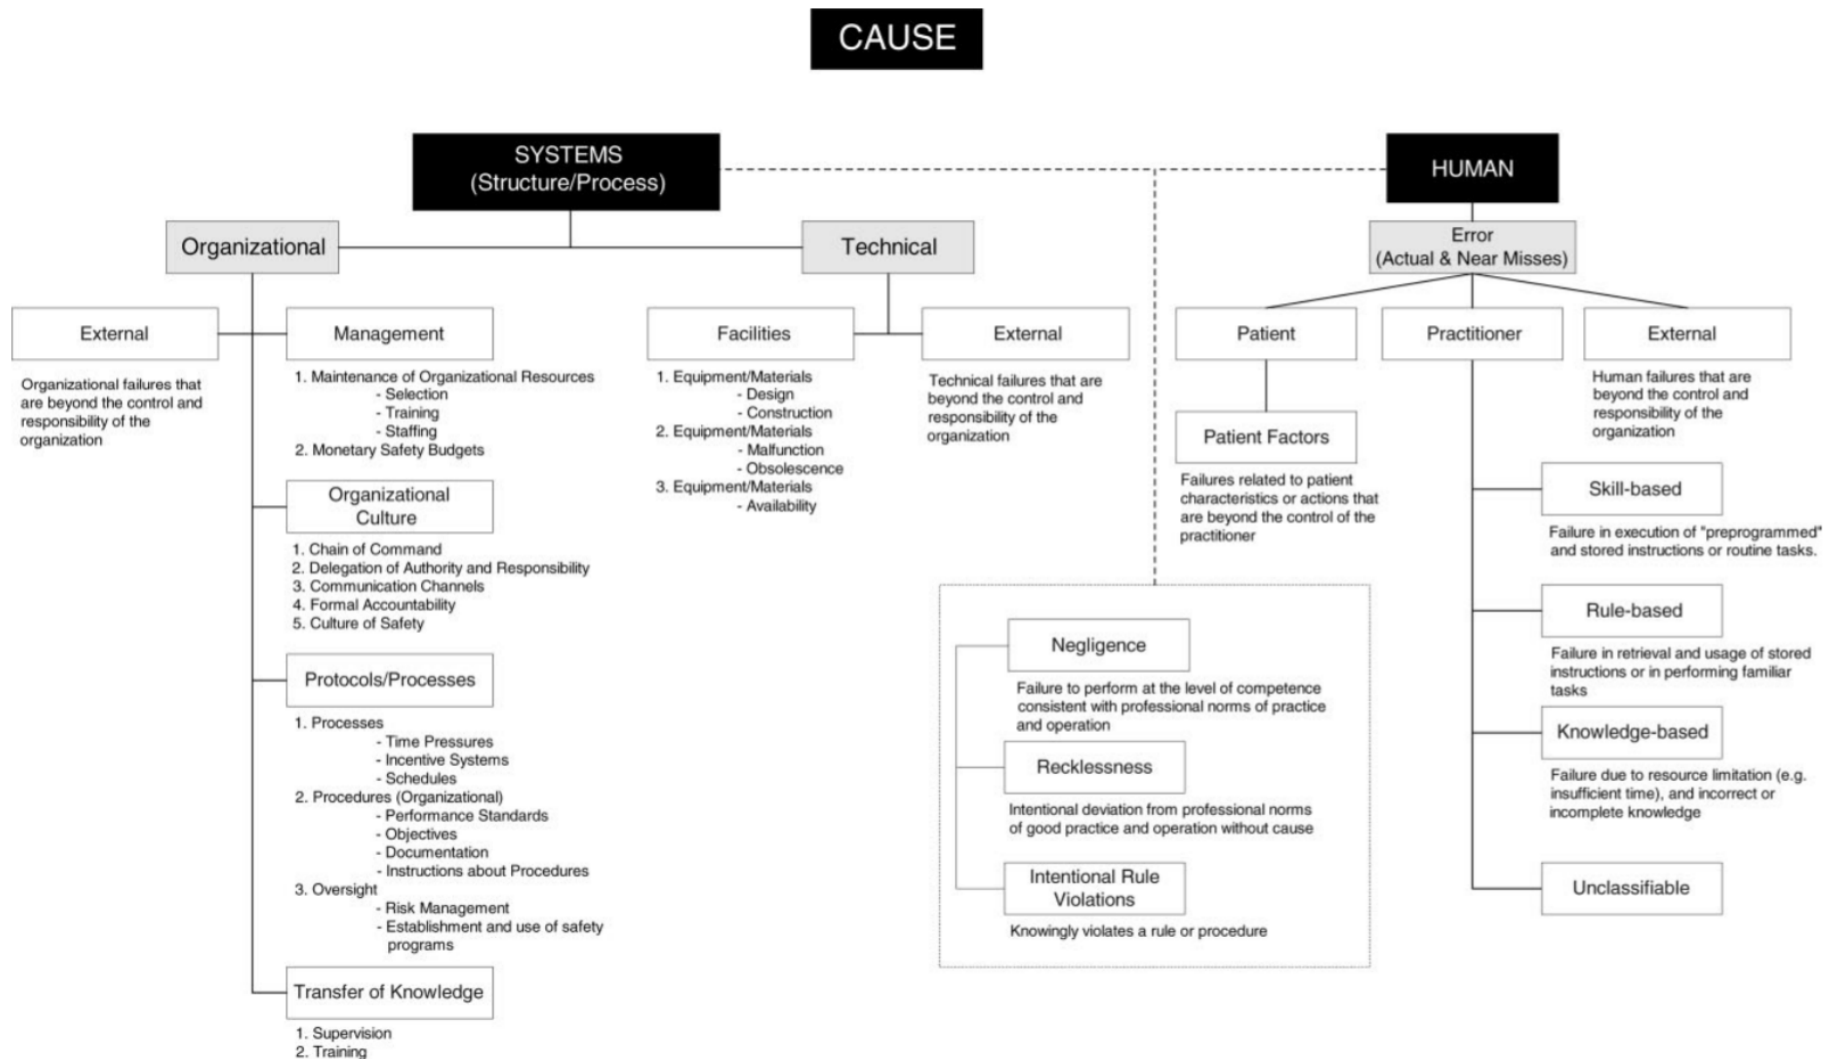 CAUSE
SYSTEMS
(Structure/Process)
HUMAN
Organizational
Technical
Error
(Actual & Near Misses)
External
Organizational failures that
are beyond the control and
responsibility of the
organization
Management
1. Maintenance of Organizational Resources
- Selection
- Training
- Staffing
2. Monetary Safety Budgets
Organizational
Culture
1. Chain of Command
2. Delegation of Authority and Responsibility
3. Communication Channels
4. Formal Accountability
5. Culture of Safety
Protocols/Processes
1. Processes
- Time Pressures
- Incentive Systems
- Schedules
2. Procedures (Organizational)
- Performance Standards
- Objectives
- Documentation
- Instructions about Procedures
3. Oversight
- Risk Management
- Establishment and use of safety
programs
Transfer of Knowledge
1. Supervision
2. Training
Facilities
1. Equipment/Materials
- Design
- Construction
2. Equipment/Materials
- Malfunction
- Obsolescence
3. Equipment/Materials
- Availability
External
Technical failures that are
beyond the control and
responsibility of the
organization
Patient
Patient Factors
Failures related to patient
characteristics or actions that
are beyond the control of the
practitioner
Practitioner
External
Human failures that are
beyond the control and
responsibility of the
organization
Skill-based
Failure in execution of "preprogrammed"
and stored instructions or routine tasks.
Rule-based
Failure in retrieval and usage of stored
instructions or in performing familiar
tasks
Knowledge-based
Failure due to resource limitation (e.g.
insufficient time), and incorrect or
incomplete knowledge
Unclassifiable
Negligence
Failure to perform at the level of competence
consistent with professional norms of practice
and operation
Recklessness
Intentional deviation from professional norms
of good practice and operation without cause
Intentional Rule
Violations
Knowingly violates a rule or procedure